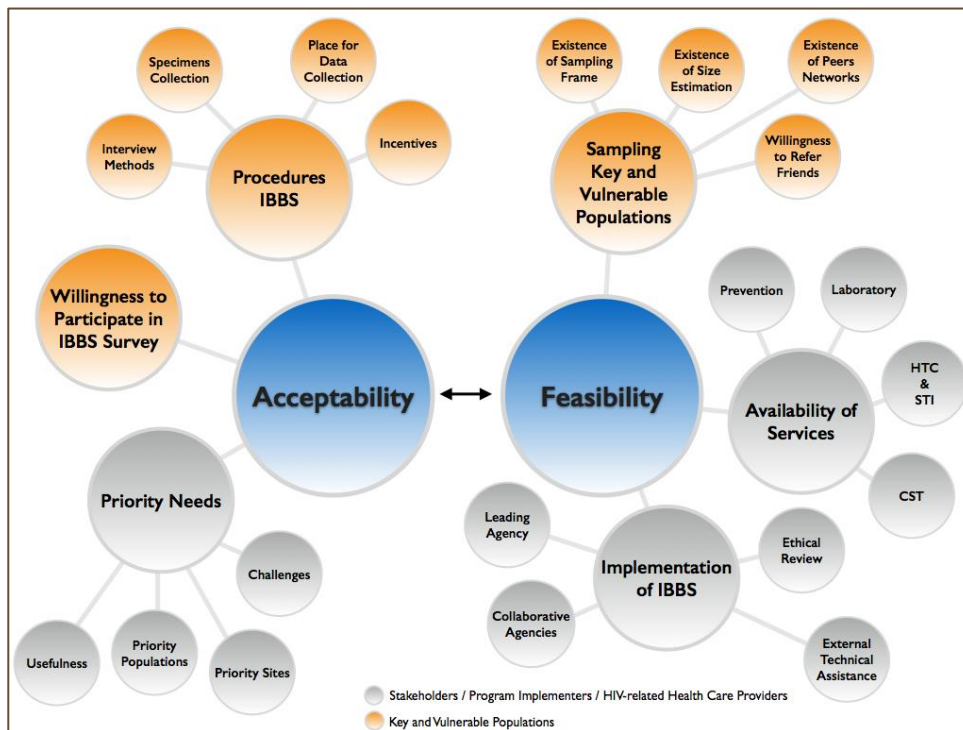 Specimens
Collection
Place for
Data
Collection
Interview
Methods
Incentives
Procedures
IBBS
Existence
of Sampling
Frame
Existence
of Size
Estimation
Existence
of Peers
Networks
Willingness
to Refer
Friends
Sampling
Key and
Vulnerable
Populations
Willingness to
Participate in
IBBS Survey
Acceptability
Feasibility
Prevention
Laboratory
HTC
&
STI
CST
Availability of
Services
Priority Needs
Challenges
Usefulness
Priority
Populations
Priority Sites
Leading
Agency
Collaborative
Agencies
Implementation
of IBBS
Ethical
Review
External
Technical
Assistance
Stakeholders / Program Implementers / HIV-related Health Care Providers
Key and Vulnerable Populations